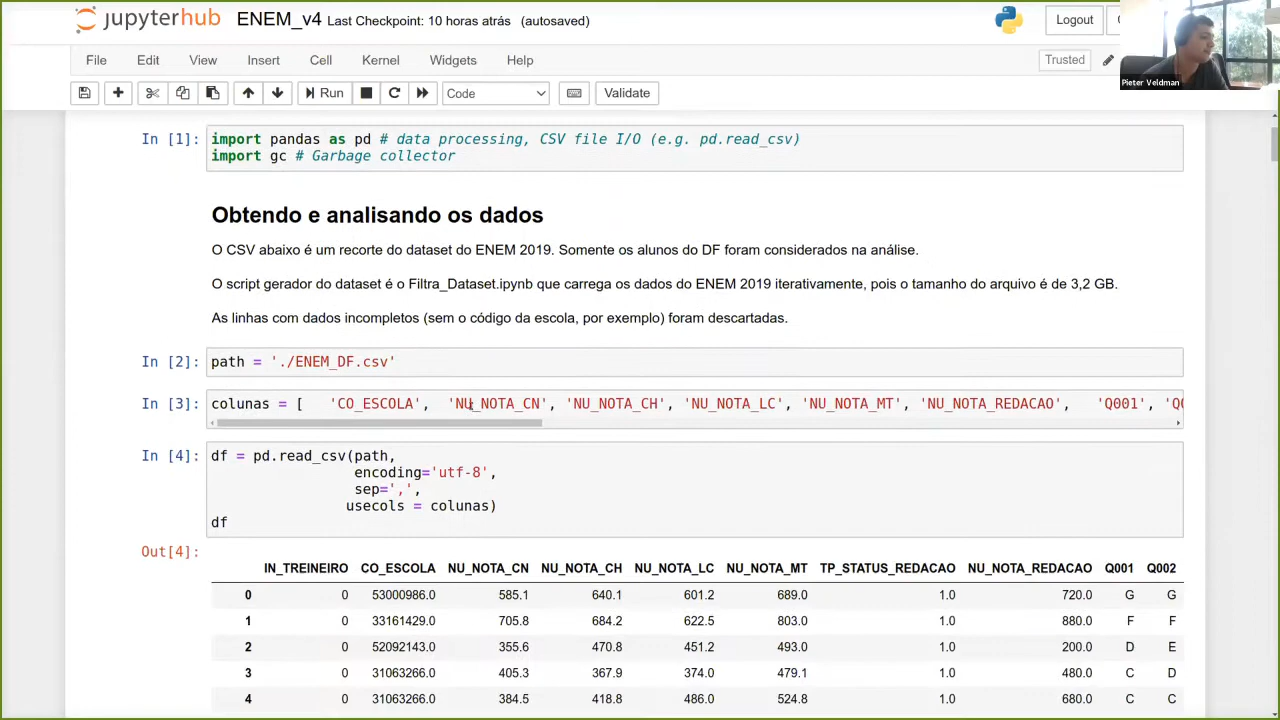 jupyterhub ENEM_v4 Last Checkpoint: 10 horas atrás (autosaved) Logout
File Edit View Insert Cell Kernel Widgets Help Trusted
Pieter Veldman
Run Code Validate
In [1]: import pandas as pd # data processing, CSV file I/O (e.g. pd.read_csv)
import gc # Garbage collector
Obtendo e analisando os dados
O CSV abaixo é um recorte do dataset do ENEM 2019. Somente os alunos do DF foram considerados na análise.
O script gerador do dataset é o Filtra_Dataset.ipynb que carrega os dados do ENEM 2019 iterativamente, pois o tamanho do arquivo é de 3,2 GB.
As linhas com dados incompletos (sem o código da escola, por exemplo) foram descartadas.
In [2]: path = './ENEM_DF.csv'
In [3]: colunas = [ 'CO_ESCOLA', 'NU_NOTA_CN', 'NU_NOTA_CH', 'NU_NOTA_LC', 'NU_NOTA_MT', 'NU_NOTA_REDACAO', 'Q001',
In [4]: df = pd.read_csv(path,
encoding='utf-8',
sep=',',
usecols = colunas)
df
Out[4]:
IN_TREINEIRO CO_ESCOLA NU_NOTA_CN NU_NOTA_CH NU_NOTA_LC NU_NOTA_MT TP_STATUS_REDACAO NU_NOTA_REDACAO Q001 Q002
0 0 53000986.0 585.1 640.1 601.2 689.0 1.0 720.0 G G
1 0 33161429.0 705.8 684.2 622.5 803.0 1.0 880.0 F F
2 0 52092143.0 355.6 470.8 451.2 493.0 1.0 200.0 D E
3 0 31063266.0 405.3 367.9 374.0 479.1 1.0 480.0 C D
4 0 31063266.0 384.5 418.8 486.0 524.8 1.0 680.0 C C